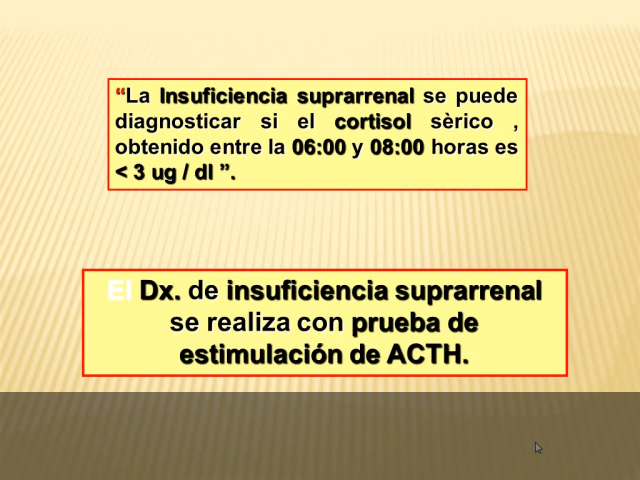 “La Insuficiencia suprarrenal se puede
diagnosticar si el cortisol sèrico ,
obtenido entre la 06:00 y 08:00 horas es
< 3 ug / dl ”.
El Dx. de insuficiencia suprarrenal
se realiza con prueba de
estimulación de ACTH.